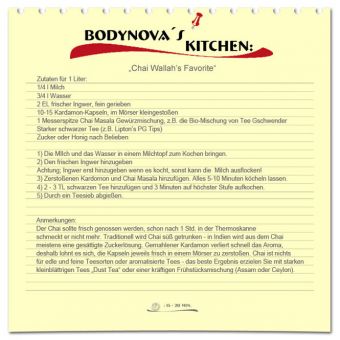 BODYNOVA´S
KITCHEN:
„Chai Wallah's Favorite"
Zutaten für 1 Liter:
1/4 l Milch
3/4 l Wasser
2 EL frischer Ingwer, fein gerieben
10-15 Kardamon-Kapseln, im Mörser kleingestoßen
1 Messerspitze Chai Masala Gewürzmischung, z.B. die Bio-Mischung von Tee Gschwender
Starker schwarzer Tee (z.B. Lipton's PG Tips)
Zucker oder Honig nach Belieben
1) Die Milch und das Wasser in einem Milchtopf zum Kochen bringen.
2) Den frischen Ingwer hinzugeben
Achtung; Ingwer erst hinzugeben wenn es kocht, sonst kann die Milch ausflocken!
3) Zerstoßenen Kardamon und Chai Masala hinzufügen. Alles 5-10 Minuten köcheln lassen.
4) 2 - 3 TL schwarzen Tee hinzufügen und 3 Minuten auf höchster Stufe aufkochen.
5) Durch ein Teesieb abgießen.
Anmerkungen:
Der Chai sollte frisch genossen werden, schon nach 1 Std. in der Thermoskanne
schmeckt er nicht mehr. Traditionell wird Chai süß getrunken - in Indien wird aus dem Chai
meistens eine gesättigte Zuckerlösung. Gemahlener Kardamon verliert schnell das Aroma,
deshalb lohnt es sich, die Kapseln jeweils frisch in einem Mörser zu zerstoßen. Chai ist nichts
für edle und feine Teesorten oder aromatisierte Tees - das beste Ergebnis erzielen Sie mit starken
kleinblättrigen Tees „Dust Tea" oder einer kräftigen Frühstücksmischung (Assam oder Ceylon).